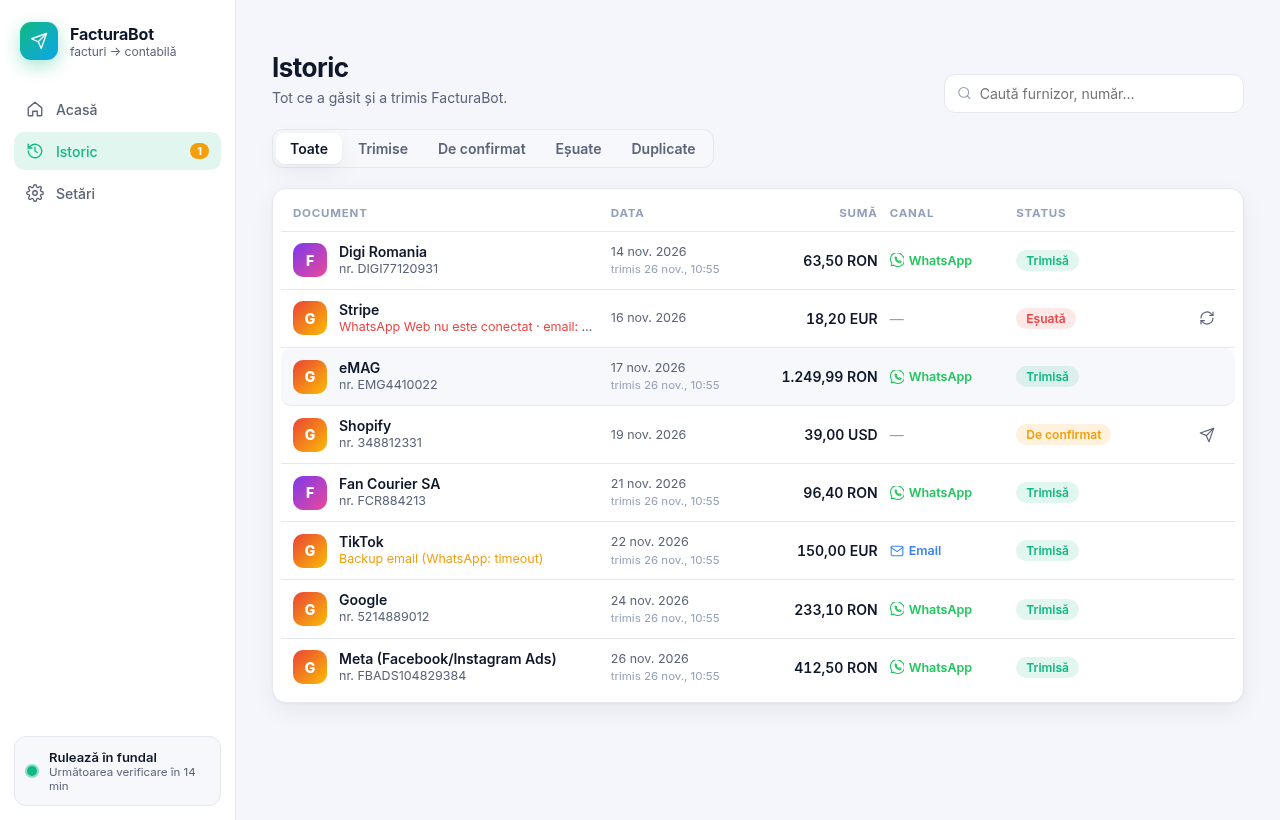 FacturaBot
facturi → contabilă
Acasă
Istoric
1
Setări
Rulează în fundal
Următoarea verificare în 14
min
Istoric
Tot ce a găsit și a trimis FacturaBot.
Caută furnizor, număr...
Toate
Trimise
De confirmat
Eșuate
Duplicate
DOCUMENT DATA SUMĂ CANAL STATUS
F
Digi Romania
nr. DIGI77120931
14 nov. 2026
trimis 26 nov., 10:55
63,50 RON
WhatsApp
Trimisă
G
Stripe
WhatsApp Web nu este conectat · email: ...
16 nov. 2026
18,20 EUR
—
Eșuată
G
eMAG
nr. EMG4410022
17 nov. 2026
trimis 26 nov., 10:55
1.249,99 RON
WhatsApp
Trimisă
G
Shopify
nr. 348812331
19 nov. 2026
39,00 USD
—
De confirmat
F
Fan Courier SA
nr. FCR884213
21 nov. 2026
trimis 26 nov., 10:55
96,40 RON
WhatsApp
Trimisă
G
TikTok
Backup email (WhatsApp: timeout)
22 nov. 2026
trimis 26 nov., 10:55
150,00 EUR
Email
Trimisă
G
Google
nr. 5214889012
24 nov. 2026
trimis 26 nov., 10:55
233,10 RON
WhatsApp
Trimisă
G
Meta (Facebook/Instagram Ads)
nr. FBADS104829384
26 nov. 2026
trimis 26 nov., 10:55
412,50 RON
WhatsApp
Trimisă